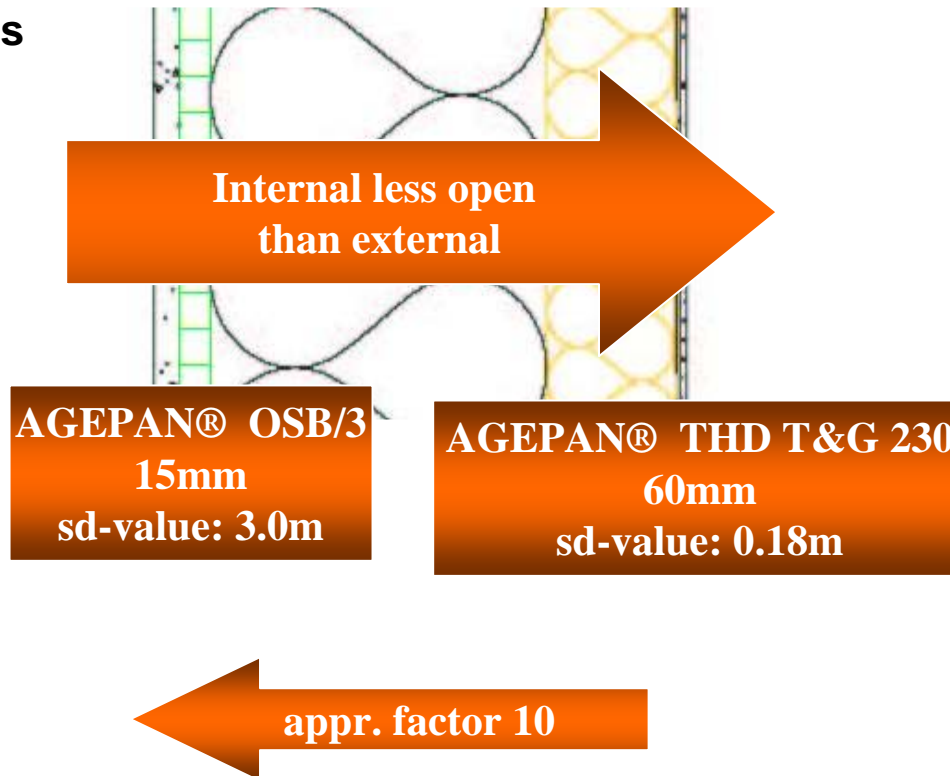 s
Internal less open
than external
AGEPAN® OSB/3
15mm
sd-value: 3.0m
AGEPAN® THD T&G 230
60mm
sd-value: 0.18m
appr. factor 10